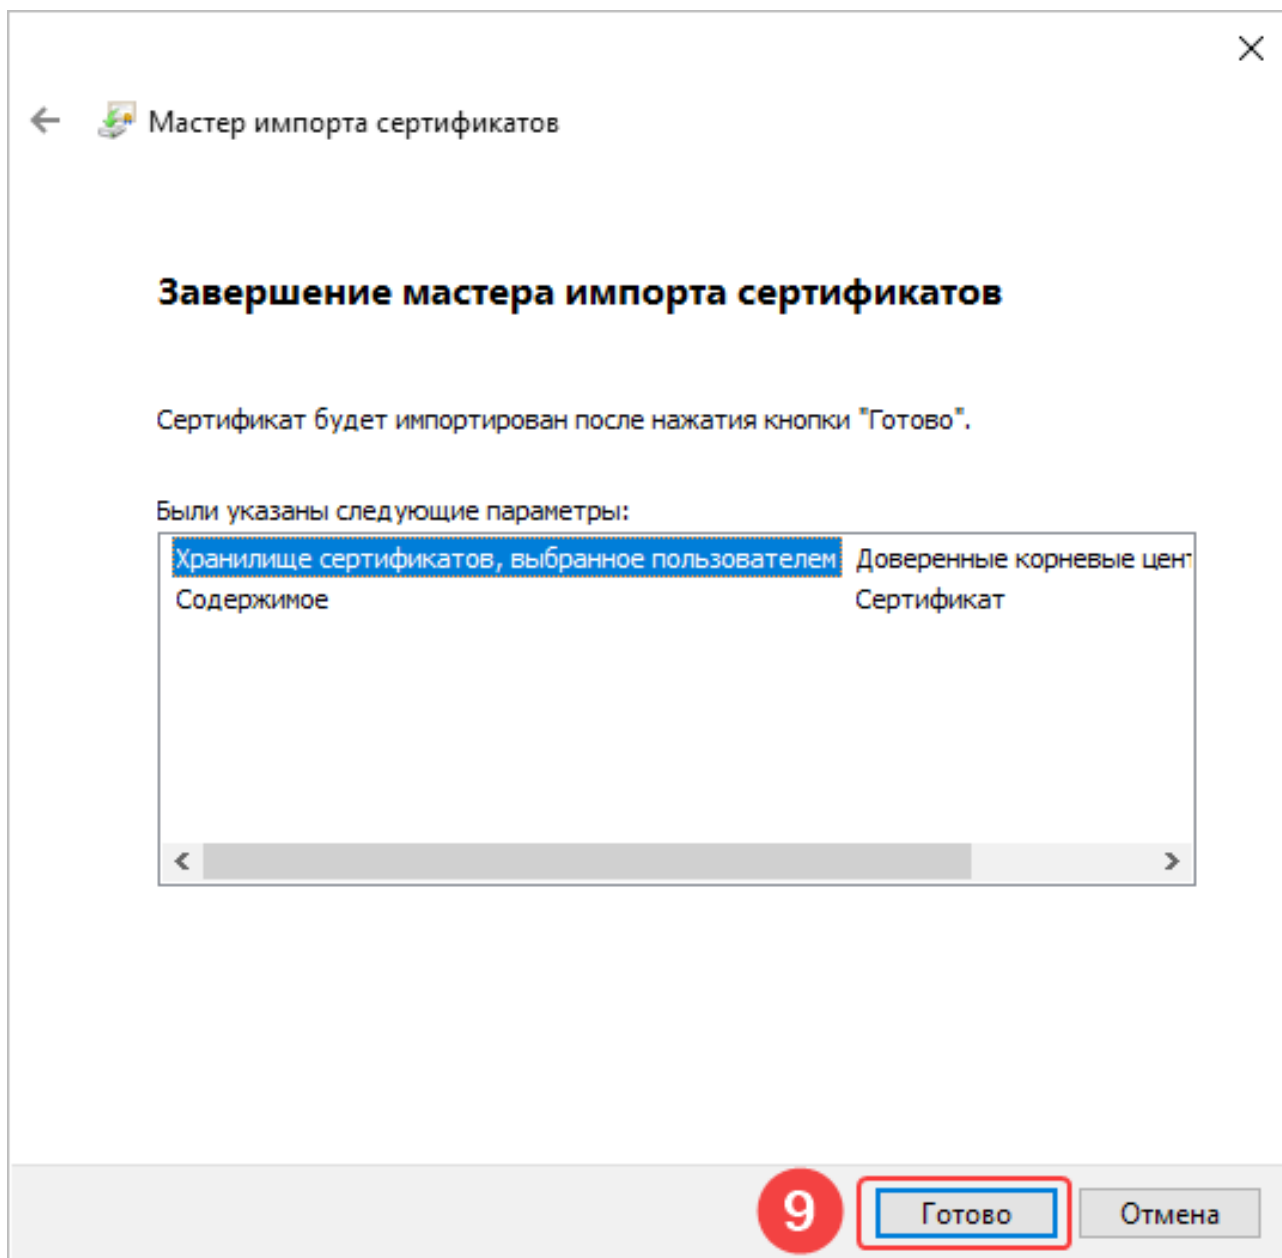 Мастер импорта сертификатов
Завершение мастера импорта сертификатов
Сертификат будет импортирован после нажатия кнопки "Готово".
Были указаны следующие параметры:
Хранилище сертификатов, выбранное пользователем Доверенные корневые цент
Содержимое Сертификат
9 Готово Отмена